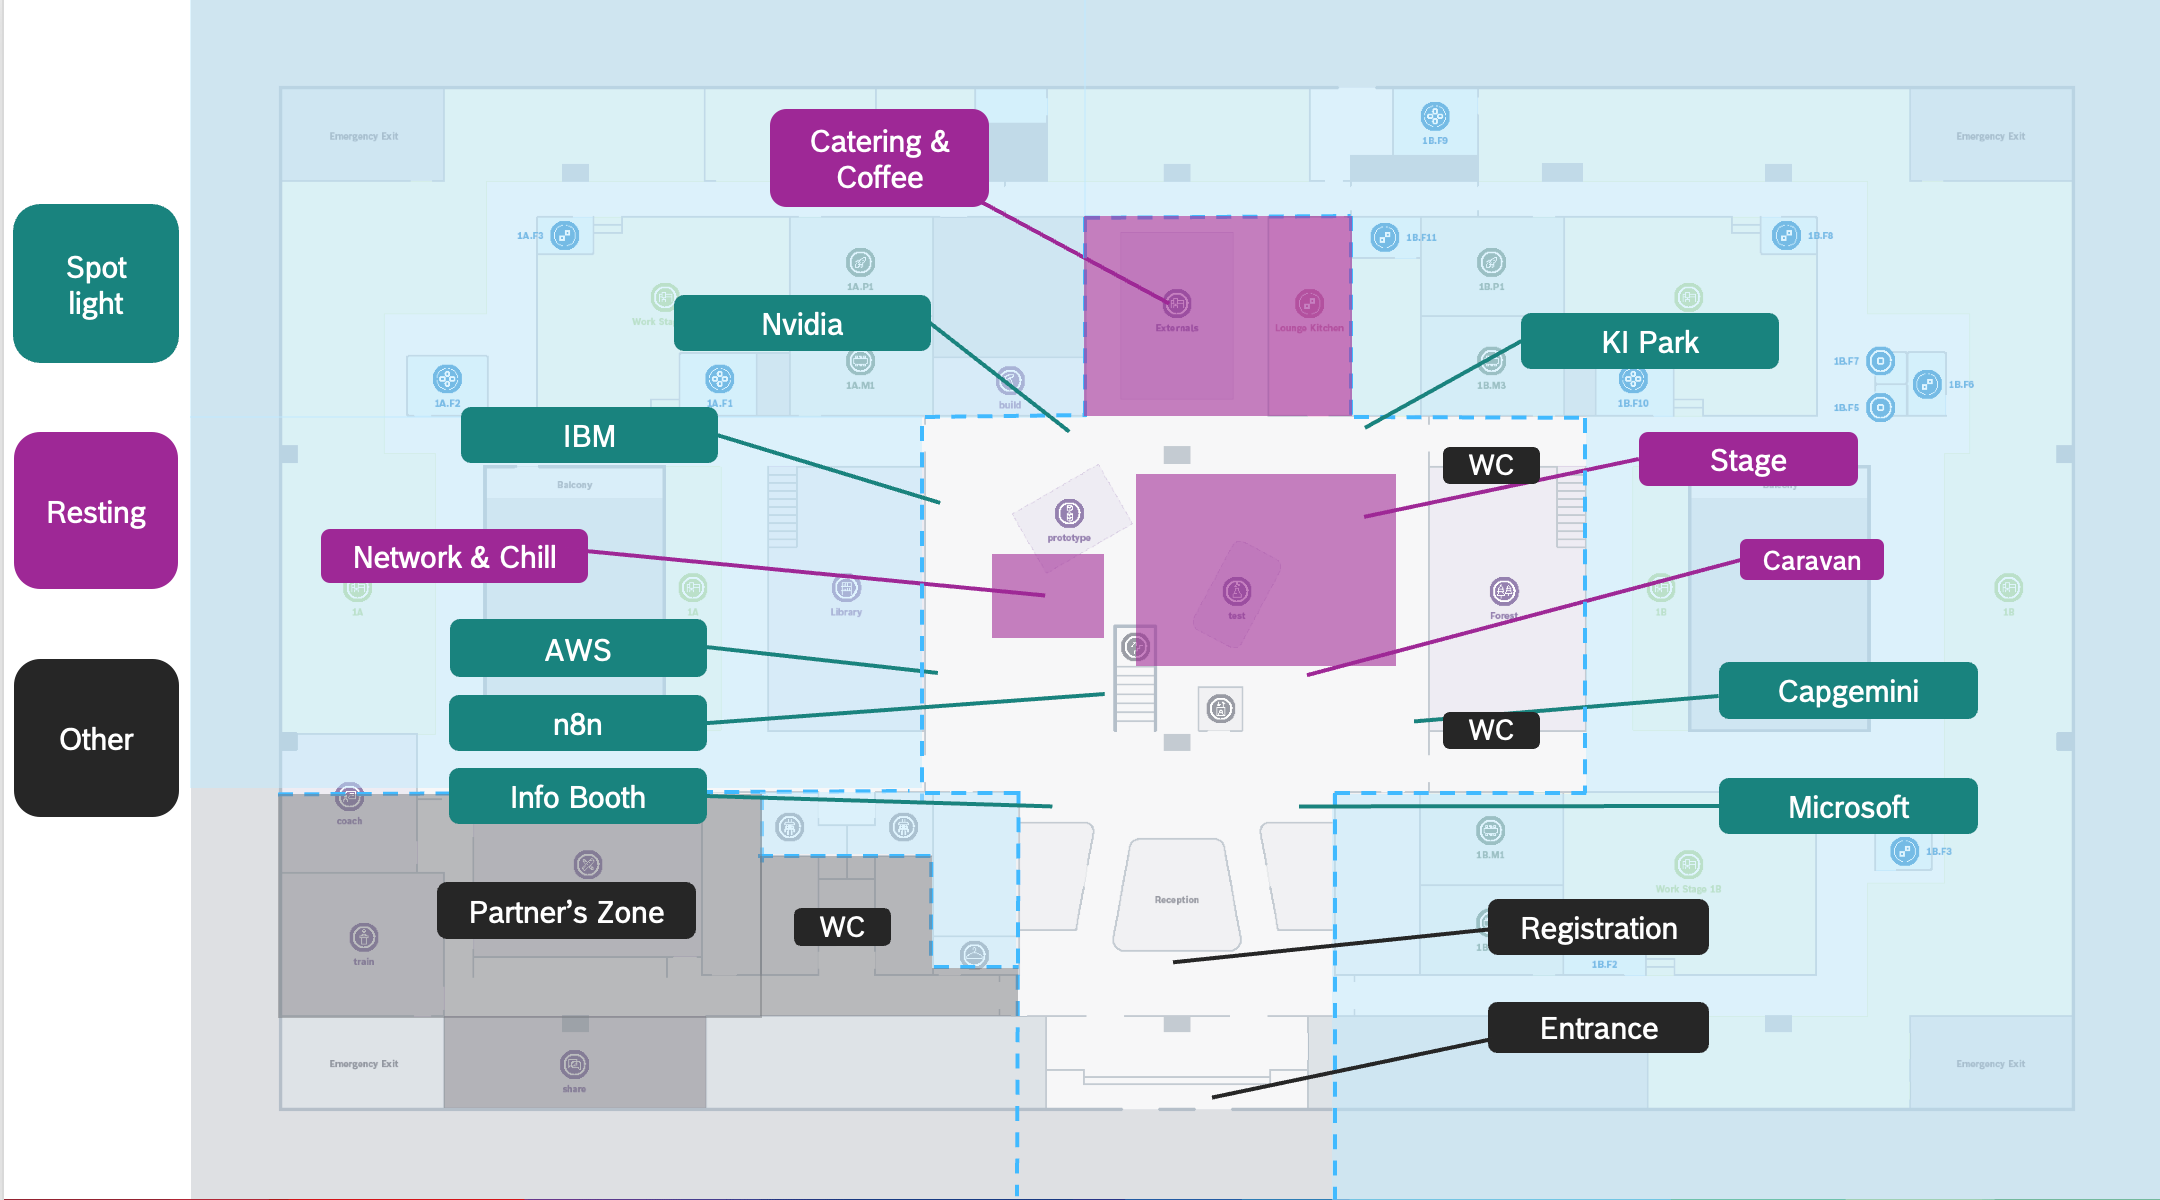 Emergency Exit
Emergency Exit
Catering &
Coffee
1B.F9
Spot
light
1A.F3
1B.F11
1B.F8
1A.P1
1B.P1
Work Sta
Nvidia
Externals
Lounge Kitchen
KI Park
1A.M1
1B.M3
1B.F7
1B.F6
1A.F2
1A.F1
build
1B.F10
1B.F5
IBM
WC
Stage
Balcony
Resting
prototype
Network & Chill
Caravan
1A
1A
Library
test
Forest
1B
1B
AWS
Capgemini
n8n
WC
Other
Info Booth
Microsoft
coach
1B.M1
1B.F3
Work Stage 1B
Partner’s Zone
WC
Reception
Registration
train
1B.F2
Entrance
Emergency Exit
share
Emergency Exit